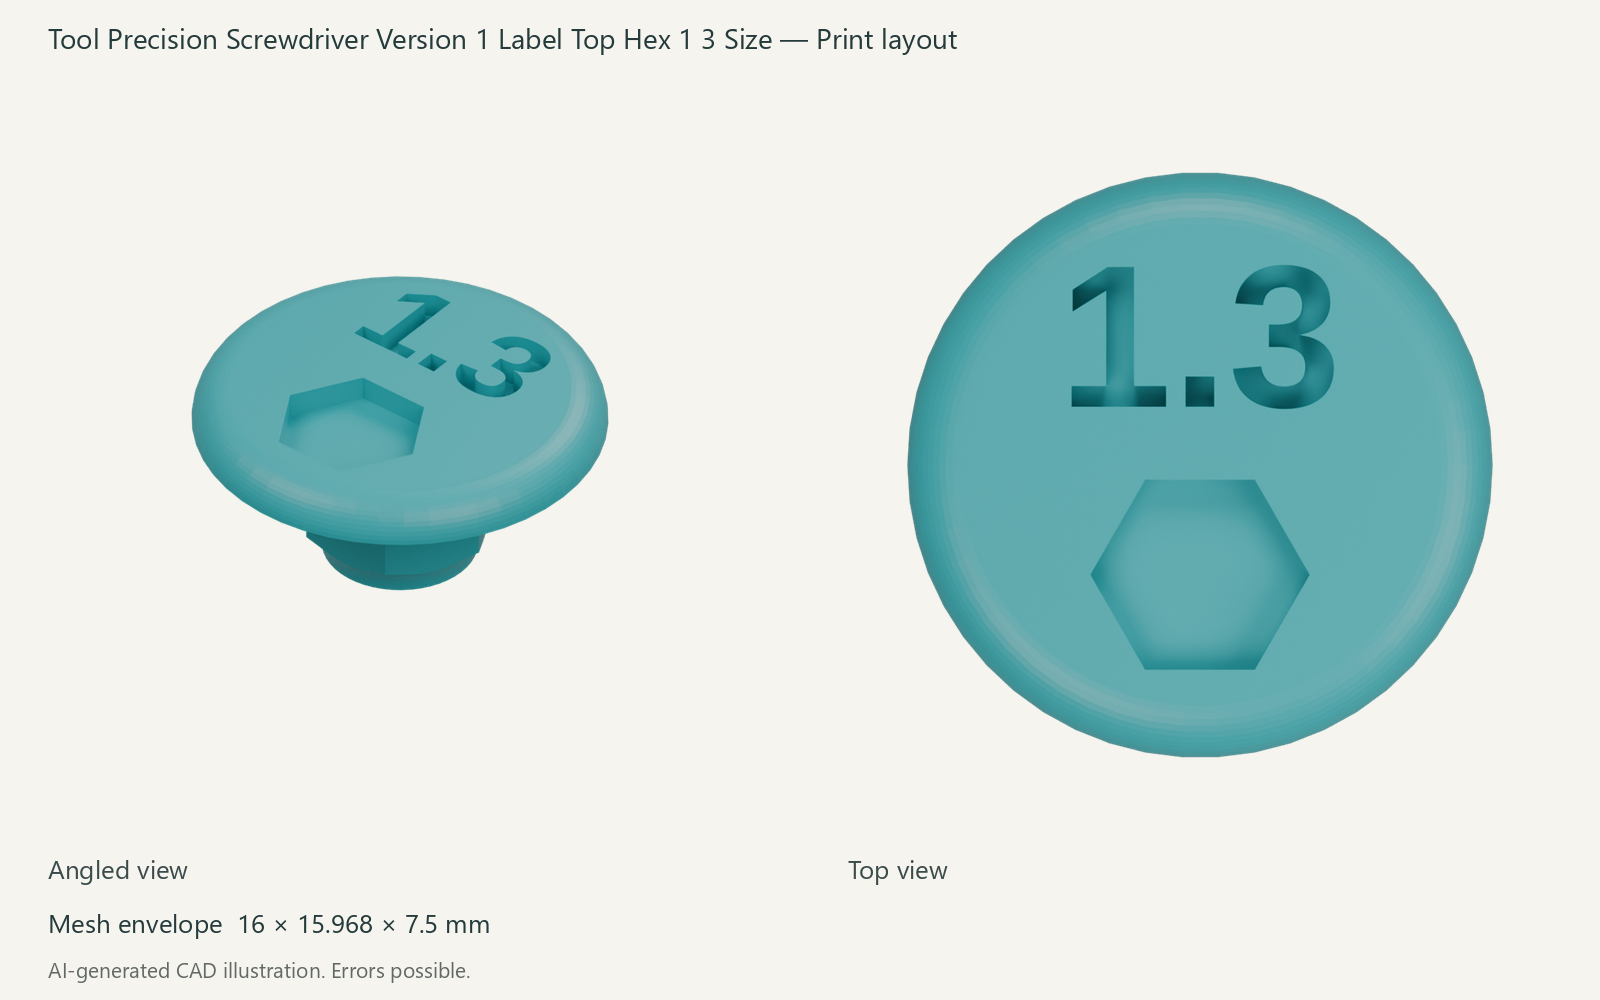 Tool Precision Screwdriver Version 1 Label Top Hex 1 3 Size — Print layout
1.3
1.3
Angled view
Top view
Mesh envelope 16 × 15.968 × 7.5 mm
AI-generated CAD illustration. Errors possible.